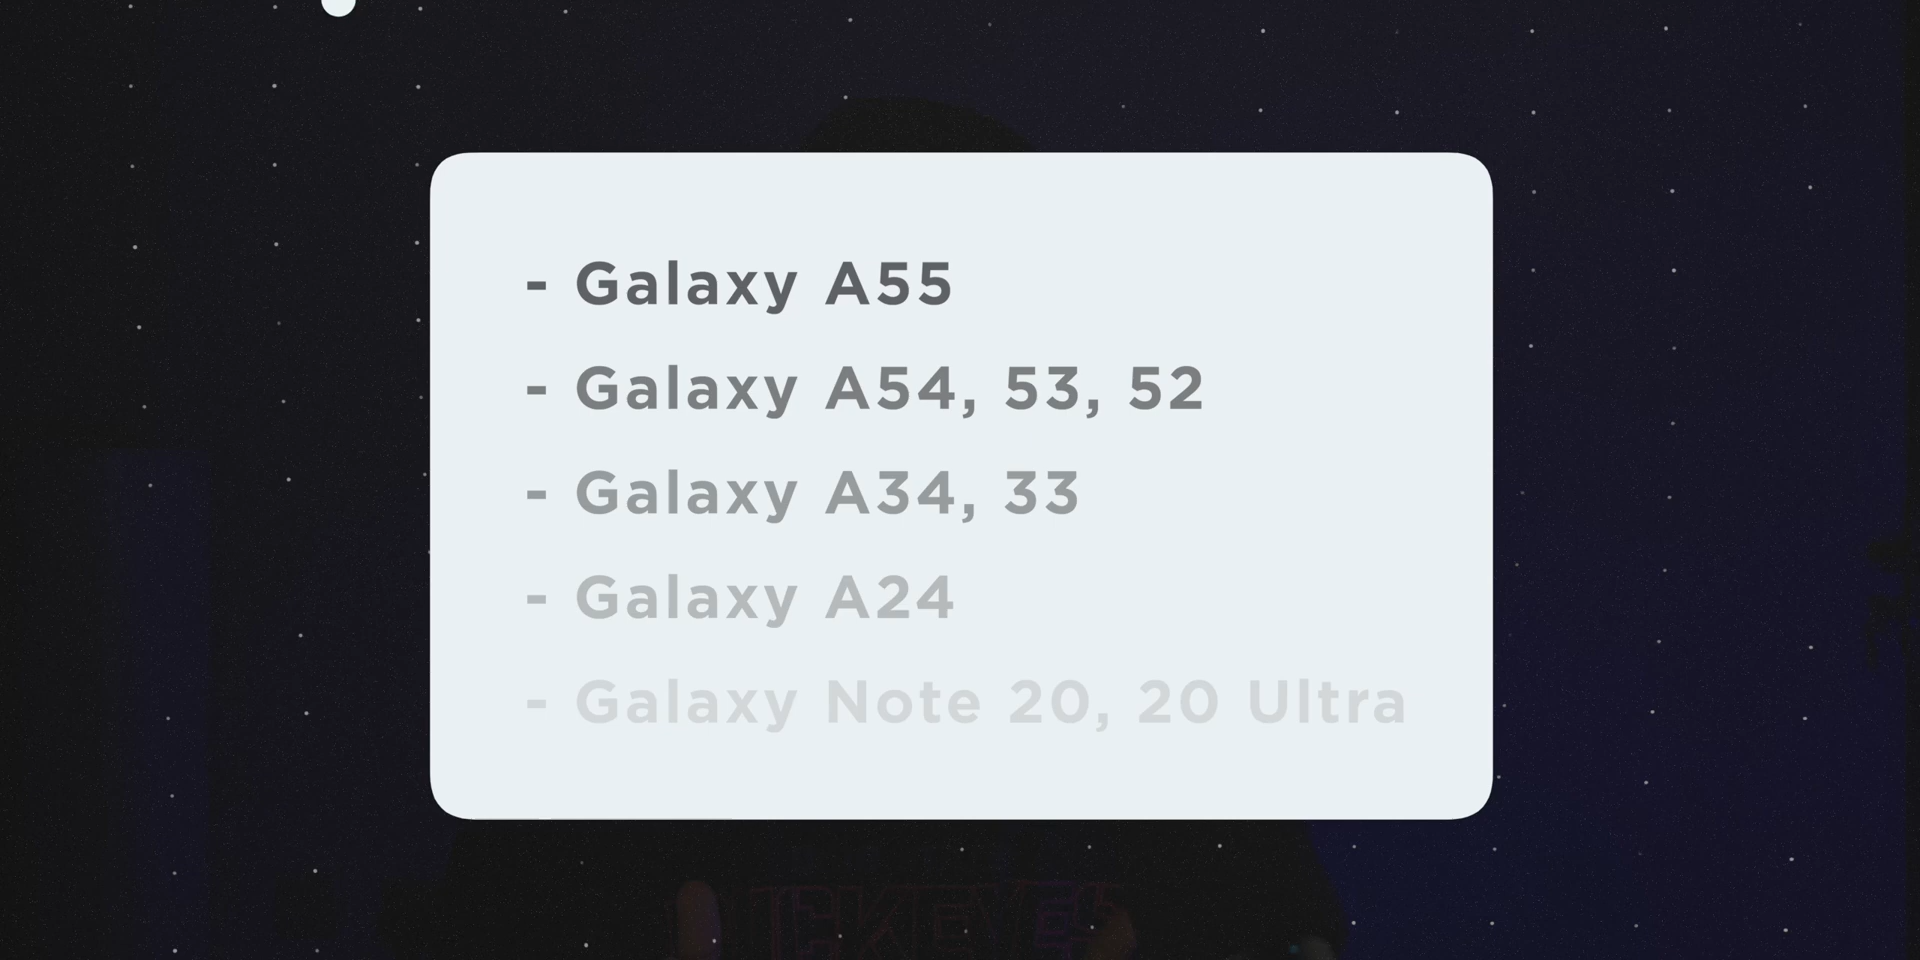 - Galaxy A55
- Galaxy A54, 53, 52
- Galaxy A34, 33
- Galaxy A24
- Galaxy Note 20, 20 Ultra